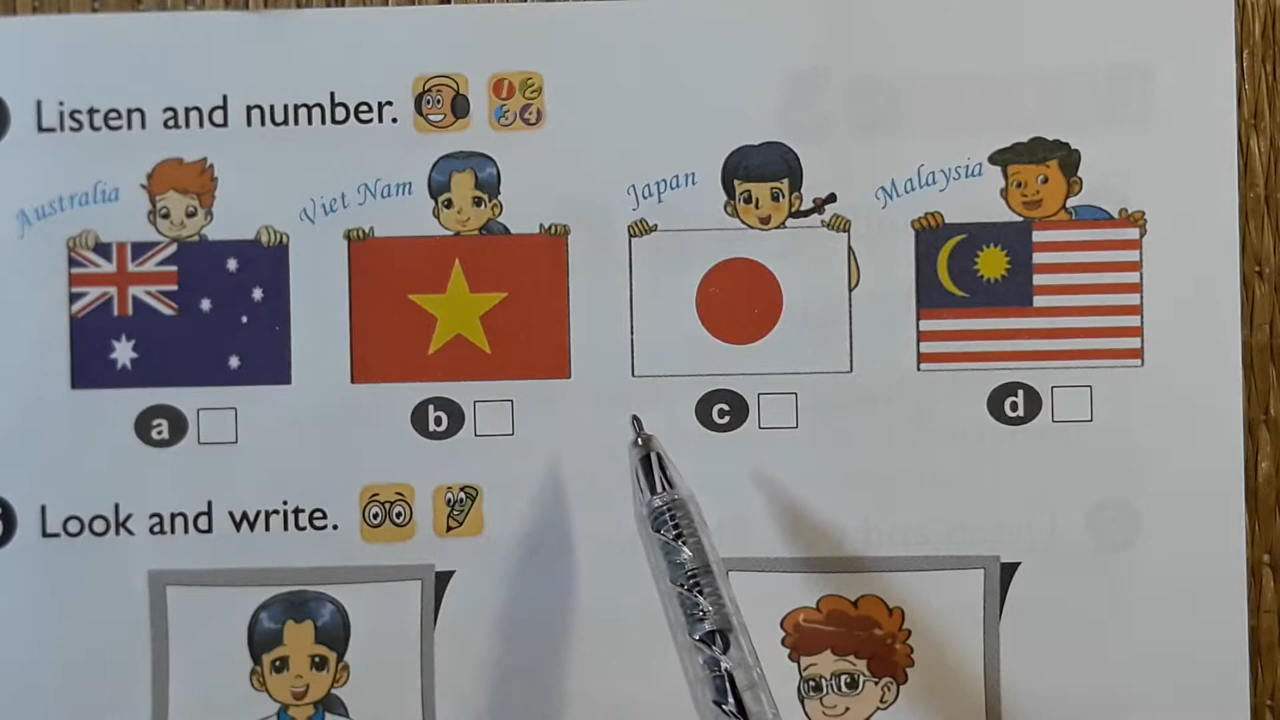 Listen and number.
Australia
Viet Nam
Japan
Malaysia
a
b
c
d
Look and write.